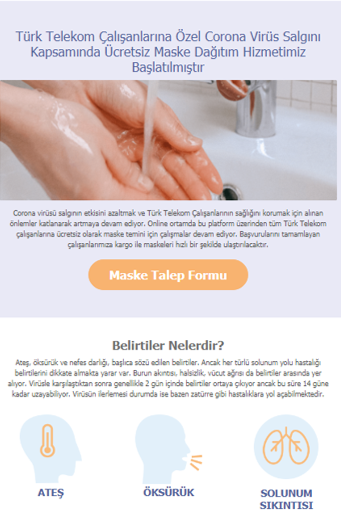 Türk Telekom Çalışanlarına Özel Corona Virüs Salgını
Kapsamında Ücretsiz Maske Dağıtım Hizmetimiz
Başlatılmıştır
Corona virüsü salgının etkisini azaltmak ve Türk Telekom Çalışanlarının sağlığını korumak için alınan
önlemler katlanarak artmaya devam ediyor. Online ortamda bu platform üzerinden tüm Türk Telekom
çalışanlarına ücretsiz olarak maske temini için çalışmalar devam ediyor. Başvurularını tamamlayan
çalışanlarımıza kargo ile maskeleri hızlı bir şekilde ulaştırılacaktır.
Maske Talep Formu
Belirtiler Nelerdir?
Ateş, öksürük ve nefes darlığı, başlıca sözü edilen belirtiler. Ancak her türlü solunum yolu hastalığı
belirtilerini dikkate almakta yarar var. Burun akıntısı, halsizlik, vücut ağrısı da belirtiler arasında yer
alıyor. Virüsle karşılaştıktan sonra genellikle 2 gün içinde belirtiler ortaya çıkıyor ancak bu süre 14 güne
kadar uzayabiliyor. Virüsün ilerlemesi durumda ise bazen zatürre gibi hastalıklara yol açabilmektedir.
ATEŞ
ÖKSÜRÜK
SOLUNUM
SIKINTISI